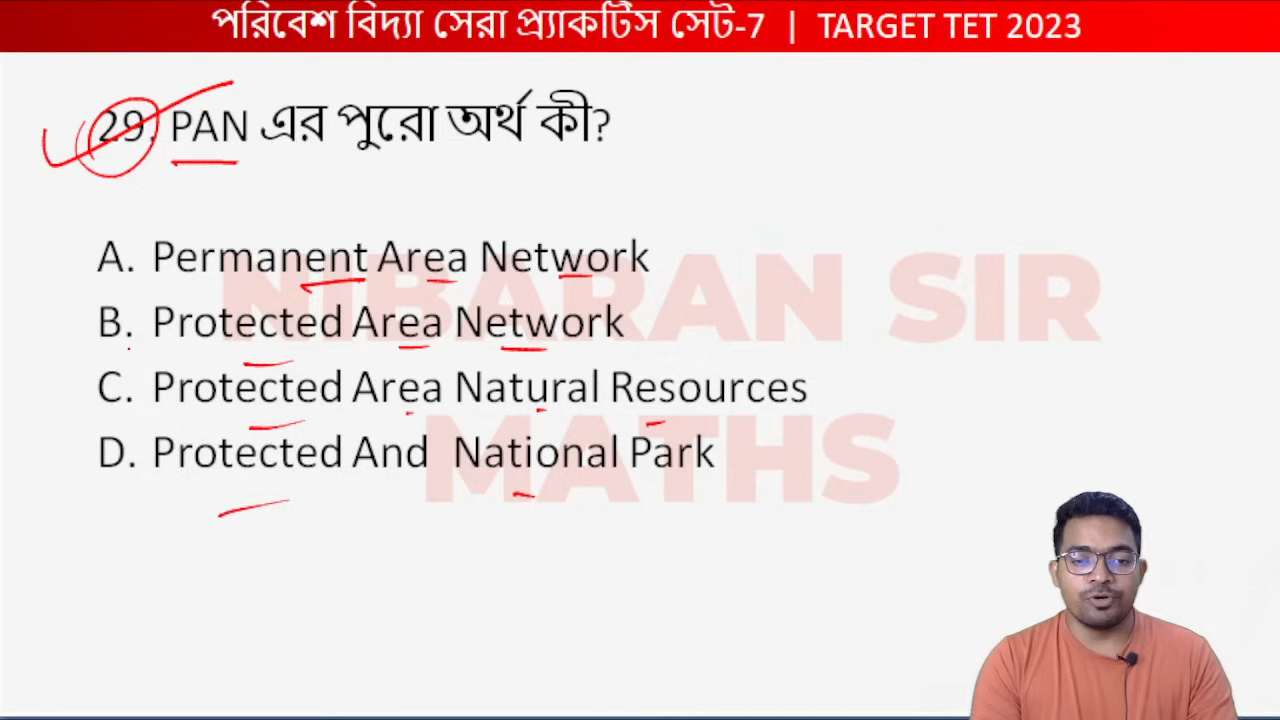 পরিবেশ বিদ্যা সেরা প্র্যাকটিস সেট-7 | TARGET TET 2023
29. PAN এর পুরো অর্থ কী?
A. Permanent Area Network
B. Protected Area Network
C. Protected Area Natural Resources
D. Protected And National Park
NIBARAN SIR
MATHS